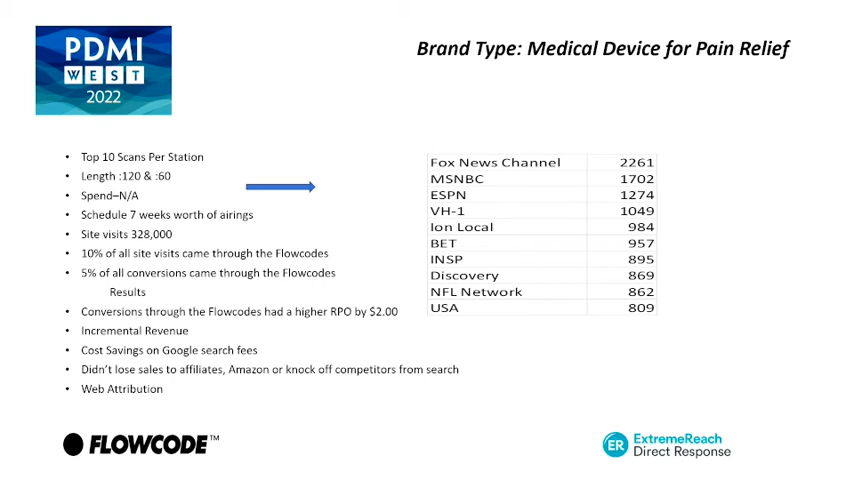 PDMI
WEST
2022
Brand Type: Medical Device for Pain Relief
• Top 10 Scans Per Station
• Length :120 & :60
• Spend–N/A
• Schedule 7 weeks worth of airings
• Site visits 328,000
• 10% of all site visits came through the Flowcodes
• 5% of all conversions came through the Flowcodes
Results
• Conversions through the Flowcodes had a higher RPO by $2.00
• Incremental Revenue
• Cost Savings on Google search fees
• Didn't lose sales to affiliates, Amazon or knock off competitors from search
• Web Attribution
Fox News Channel 2261
MSNBC 1702
ESPN 1274
VH-1 1049
Ion Local 984
BET 957
INSP 895
Discovery 869
NFL Network 862
USA 809
FLOWCODE™
ER ExtremeReach
Direct Response